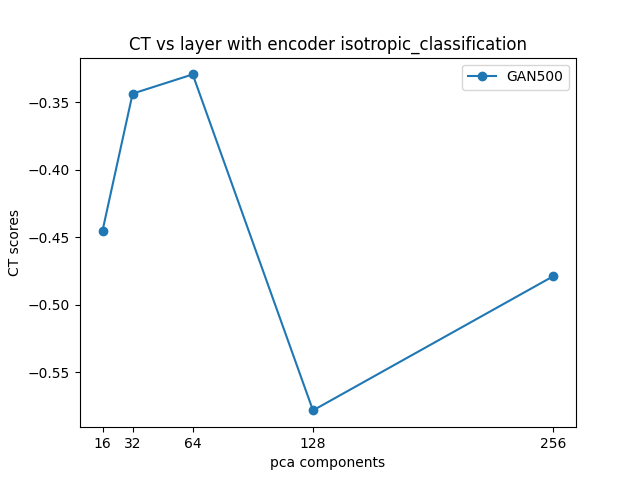 CT vs layer with encoder isotropic_classification
GAN500
CT scores
−0.35
−0.40
−0.45
−0.50
−0.55
16 32 64 128 256
pca components